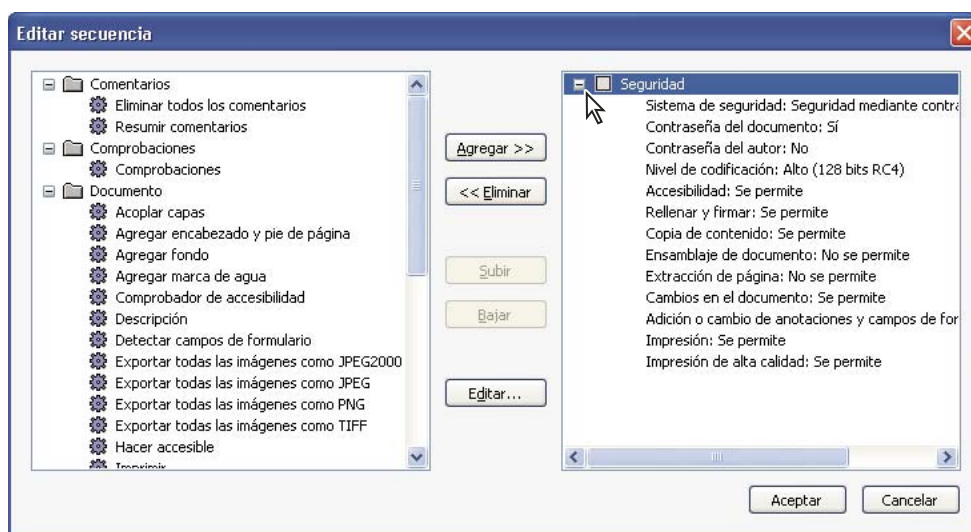 Editar secuencia
Comentarios
Eliminar todos los comentarios
Resumir comentarios
Comprobaciones
Comprobaciones
Documento
Acoplar capas
Agregar encabezado y pie de página
Agregar fondo
Agregar marca de agua
Comprobador de accesibilidad
Descripción
Detectar campos de formulario
Exportar todas las imágenes como JPEG2000
Exportar todas las imágenes como JPEG
Exportar todas las imágenes como PNG
Exportar todas las imágenes como TIFF
Hacer accesible
Imprimir
Agregar >>
<< Eliminar
Subir
Bajar
Editar...
Seguridad
Sistema de seguridad: Seguridad mediante contra
Contraseña del documento: Sí
Contraseña del autor: No
Nivel de codificación: Alto (128 bits RC4)
Accesibilidad: Se permite
Rellenar y firmar: Se permite
Copia de contenido: Se permite
Ensamblaje de documento: No se permite
Extracción de página: No se permite
Cambios en el documento: Se permite
Adición o cambio de anotaciones y campos de for
Impresión: Se permite
Impresión de alta calidad: Se permite
Aceptar
Cancelar